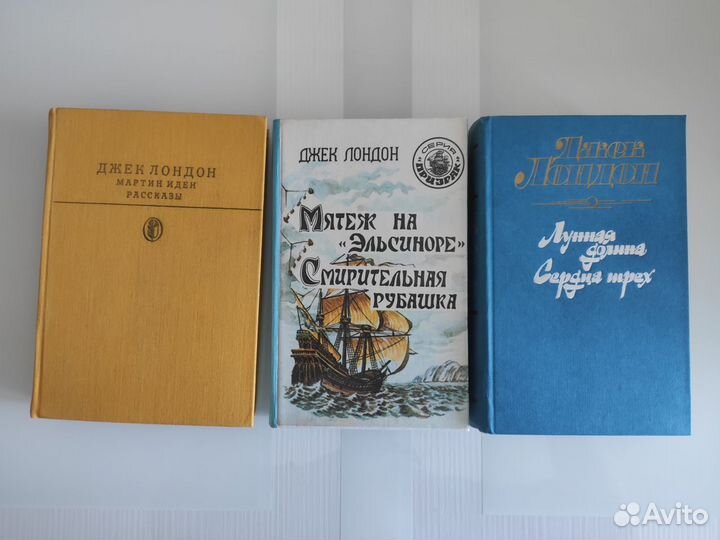 ДЖЕК ЛОНДОН
МАРТИН ИДЕН
РАССКАЗЫ
ДЖЕК ЛОНДОН
СЕРИЯ
"ПРИЗРАК"
МЯТЕЖ НА
«ЭЛЬСИНОРЕ»
СМИРИТЕЛЬНАЯ
РУБАШКА
Джек
Лондон
Лунная
долина
Сердца трех
Avito